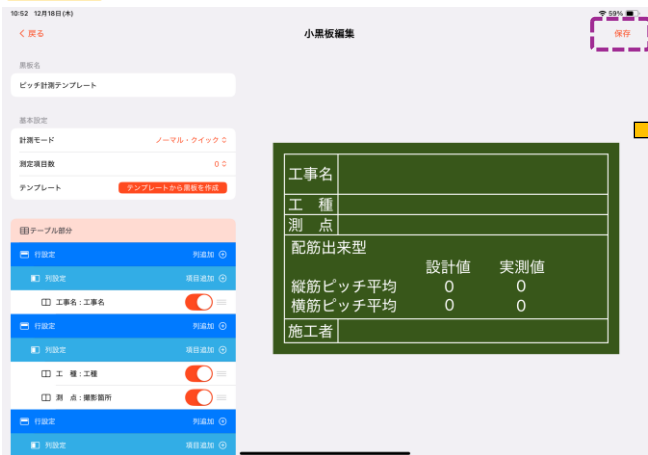 10:52 12月18日(木)
59%
戻る
小黒板編集
保存
黒板名
ピッチ計測テンプレート
基本設定
計測モード
ノーマル・クイック
測定項目数
0
テンプレート
テンプレートから黒板を作成
テーブル部分
行設定
列追加
列設定
項目追加
工事名:工事名
行設定
列追加
列設定
項目追加
工 種:工種
測 点:撮影箇所
行設定
列追加
列設定
項目追加
工事名
工 種
測 点
配筋出来型
設計値 実測値
縦筋ピッチ平均 0 0
横筋ピッチ平均 0 0
施工者